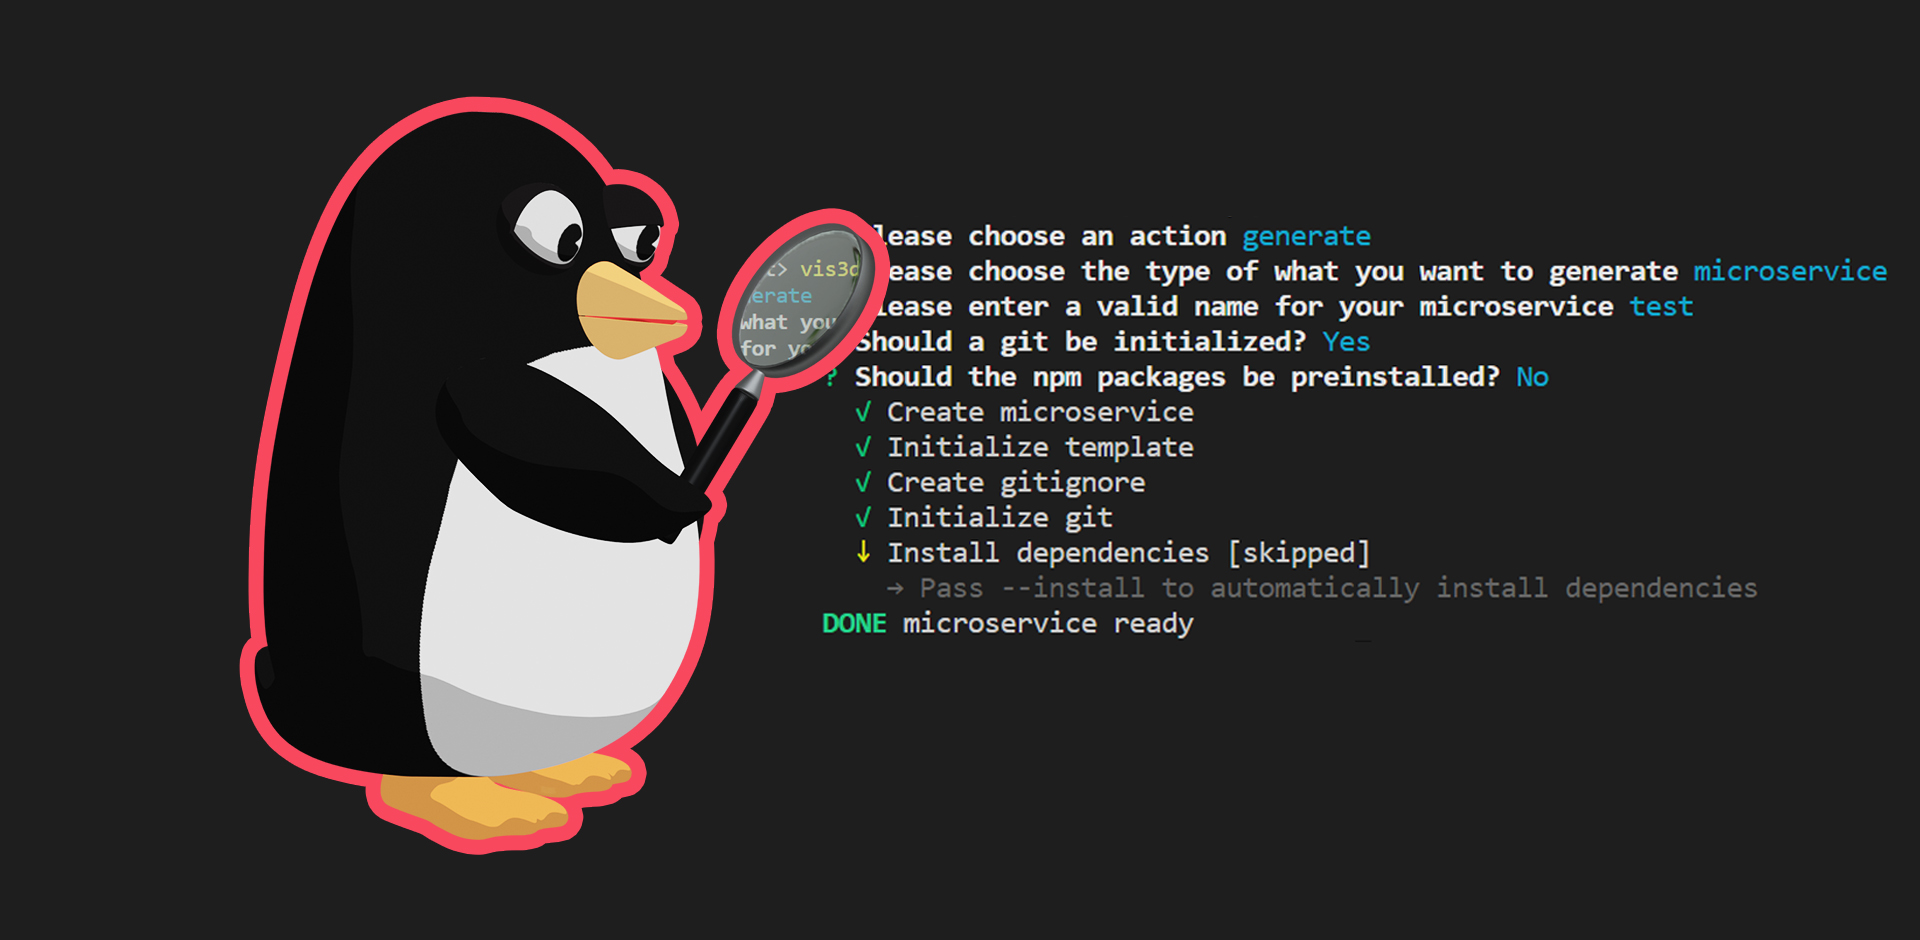 lease choose an action generate
lease choose the type of what you want to generate microservice
lease enter a valid name for your microservice test
Should a git be initialized? Yes
? Should the npm packages be preinstalled? No
√ Create microservice
√ Initialize template
√ Create gitignore
√ Initialize git
↓ Install dependencies [skipped]
→ Pass --install to automatically install dependencies
DONE microservice ready
t> vis3d
erate
what you
for yo